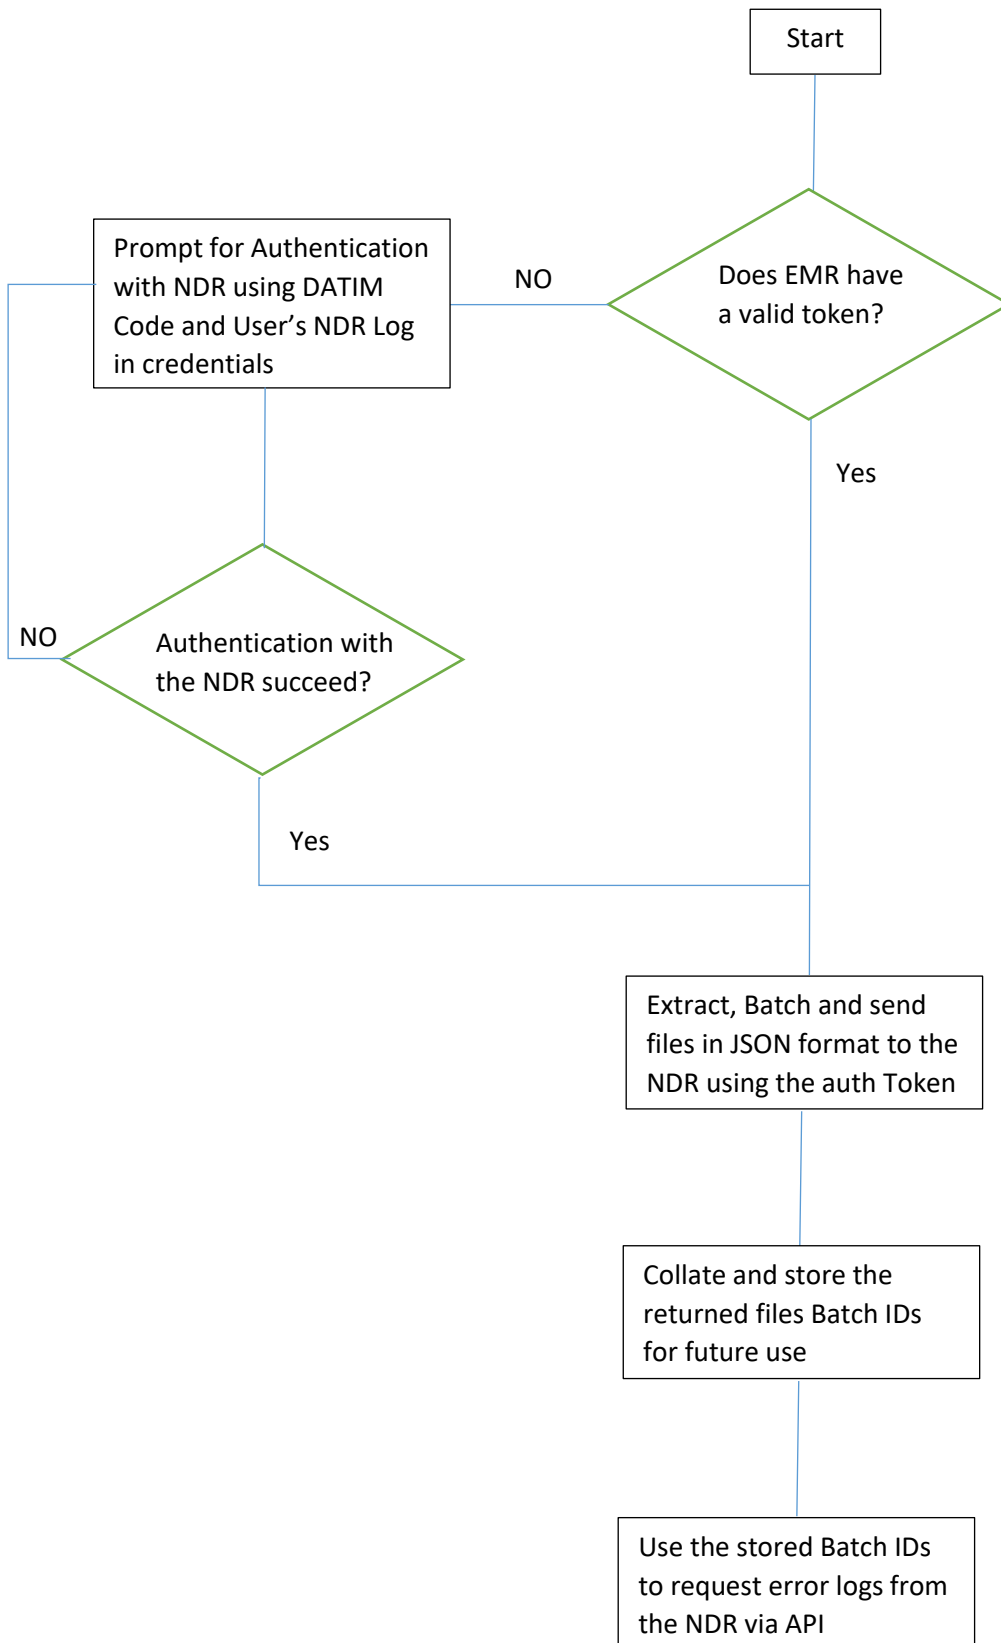 Start
Does EMR have
a valid token?
NO
Prompt for Authentication
with NDR using DATIM
Code and User’s NDR Log
in credentials
Yes
NO
Authentication with
the NDR succeed?
Yes
Extract, Batch and send
files in JSON format to the
NDR using the auth Token
Collate and store the
returned files Batch IDs
for future use
Use the stored Batch IDs
to request error logs from
the NDR via API